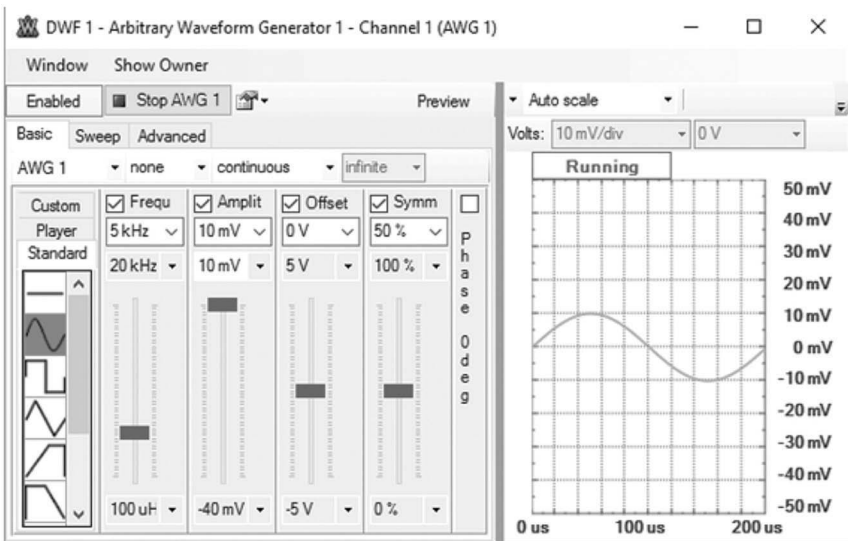 DWF 1 - Arbitrary Waveform Generator 1 - Channel 1 (AWG 1)
Window Show Owner
Enabled Stop AWG 1 Preview
Auto scale
Basic Sweep Advanced
Volts: 10 mV/div 0 V
AWG 1 none continuous infinite
Running
Custom
Player
Standard
Frequ Amplit Offset Symm
5 kHz 10 mV 0 V 50 %
20 kHz 10 mV 5 V 100 %
100 uH -40 mV -5 V 0 %
Phase 0deg
50 mV
40 mV
30 mV
20 mV
10 mV
0 mV
-10 mV
-20 mV
-30 mV
-40 mV
-50 mV
0 us 100 us 200 us